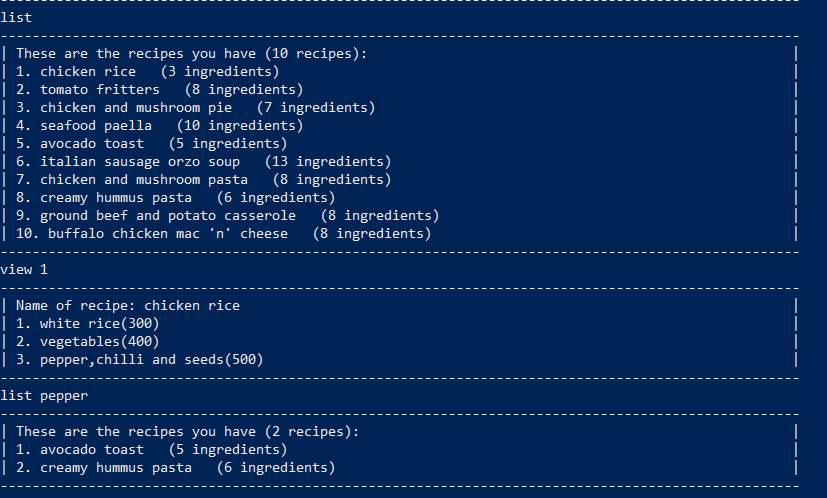 list
These are the recipes you have (10 recipes):
1. chicken rice (3 ingredients)
2. tomato fritters (8 ingredients)
3. chicken and mushroom pie (7 ingredients)
4. seafood paella (10 ingredients)
5. avocado toast (5 ingredients)
6. italian sausage orzo soup (13 ingredients)
7. chicken and mushroom pasta (8 ingredients)
8. creamy hummus pasta (6 ingredients)
9. ground beef and potato casserole (8 ingredients)
10. buffalo chicken mac 'n' cheese (8 ingredients)
view 1
Name of recipe: chicken rice
1. white rice(300)
2. vegetables(400)
3. pepper,chilli and seeds(500)
list pepper
These are the recipes you have (2 recipes):
1. avocado toast (5 ingredients)
2. creamy hummus pasta (6 ingredients)